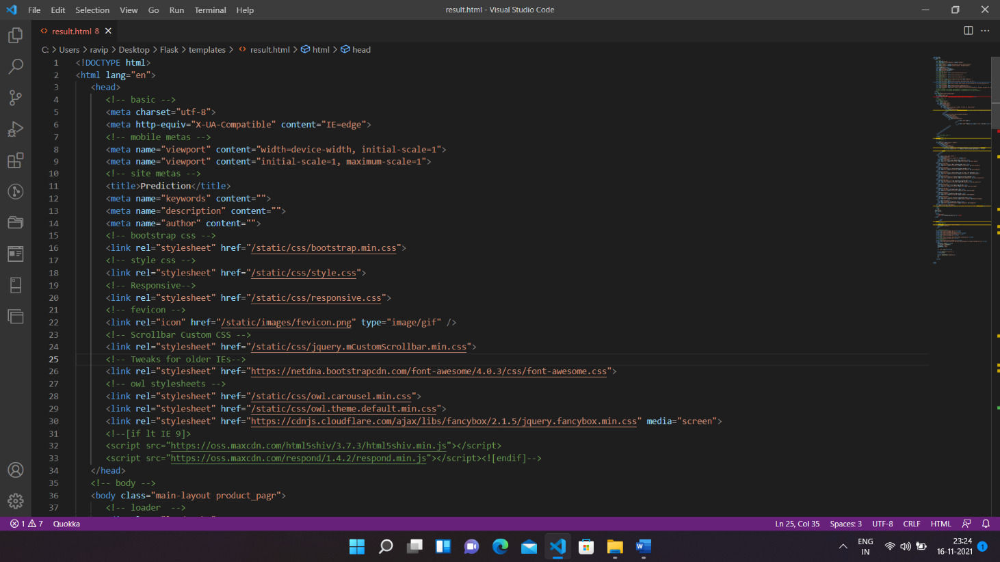 File Edit Selection View Go Run Terminal Help
result.html - Visual Studio Code
<> result.html 8
C: > Users > ravip > Desktop > Flask > templates > <> result.html > html > head
1 <!DOCTYPE html>
2 <html lang="en">
3 <head>
4 <!-- basic -->
5 <meta charset="utf-8">
6 <meta http-equiv="X-UA-Compatible" content="IE=edge">
7 <!-- mobile metas -->
8 <meta name="viewport" content="width=device-width, initial-scale=1">
9 <meta name="viewport" content="initial-scale=1, maximum-scale=1">
10 <!-- site metas -->
11 <title>Prediction</title>
12 <meta name="keywords" content="">
13 <meta name="description" content="">
14 <meta name="author" content="">
15 <!-- bootstrap css -->
16 <link rel="stylesheet" href="/static/css/bootstrap.min.css">
17 <!-- style css -->
18 <link rel="stylesheet" href="/static/css/style.css">
19 <!-- Responsive-->
20 <link rel="stylesheet" href="/static/css/responsive.css">
21 <!-- fevicon -->
22 <link rel="icon" href="/static/images/fevicon.png" type="image/gif" />
23 <!-- Scrollbar Custom CSS -->
24 <link rel="stylesheet" href="/static/css/jquery.mCustomScrollbar.min.css">
25 <!-- Tweaks for older IEs-->
26 <link rel="stylesheet" href="https://netdna.bootstrapcdn.com/font-awesome/4.0.3/css/font-awesome.css">
27 <!-- owl stylesheets -->
28 <link rel="stylesheet" href="/static/css/owl.carousel.min.css">
29 <link rel="stylesheet" href="/static/css/owl.theme.default.min.css">
30 <link rel="stylesheet" href="https://cdnjs.cloudflare.com/ajax/libs/fancybox/2.1.5/jquery.fancybox.min.css" media="screen">
31 <!--[if lt IE 9]>
32 <script src="https://oss.maxcdn.com/html5shiv/3.7.3/html5shiv.min.js"></script>
33 <script src="https://oss.maxcdn.com/respond/1.4.2/respond.min.js"></script><![endif]-->
34 </head>
35 <!-- body -->
36 <body class="main-layout product_pagr">
37 <!-- loader -->
1 7 Quokka
Ln 25, Col 35 Spaces: 3 UTF-8 CRLF HTML
ENG
IN
23:24
16-11-2021
1